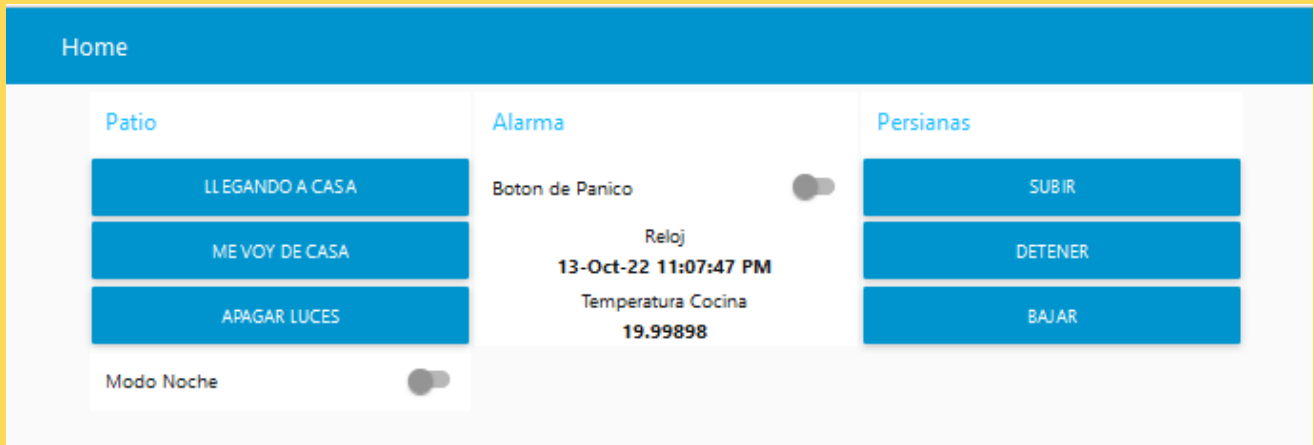 Home
Patio
LLEGANDO A CASA
ME VOY DE CASA
APAGAR LUCES
Modo Noche
Alarma
Boton de Panico
Reloj
13-Oct-22 11:07:47 PM
Temperatura Cocina
19.99898
Persianas
SUBIR
DETENER
BAJAR